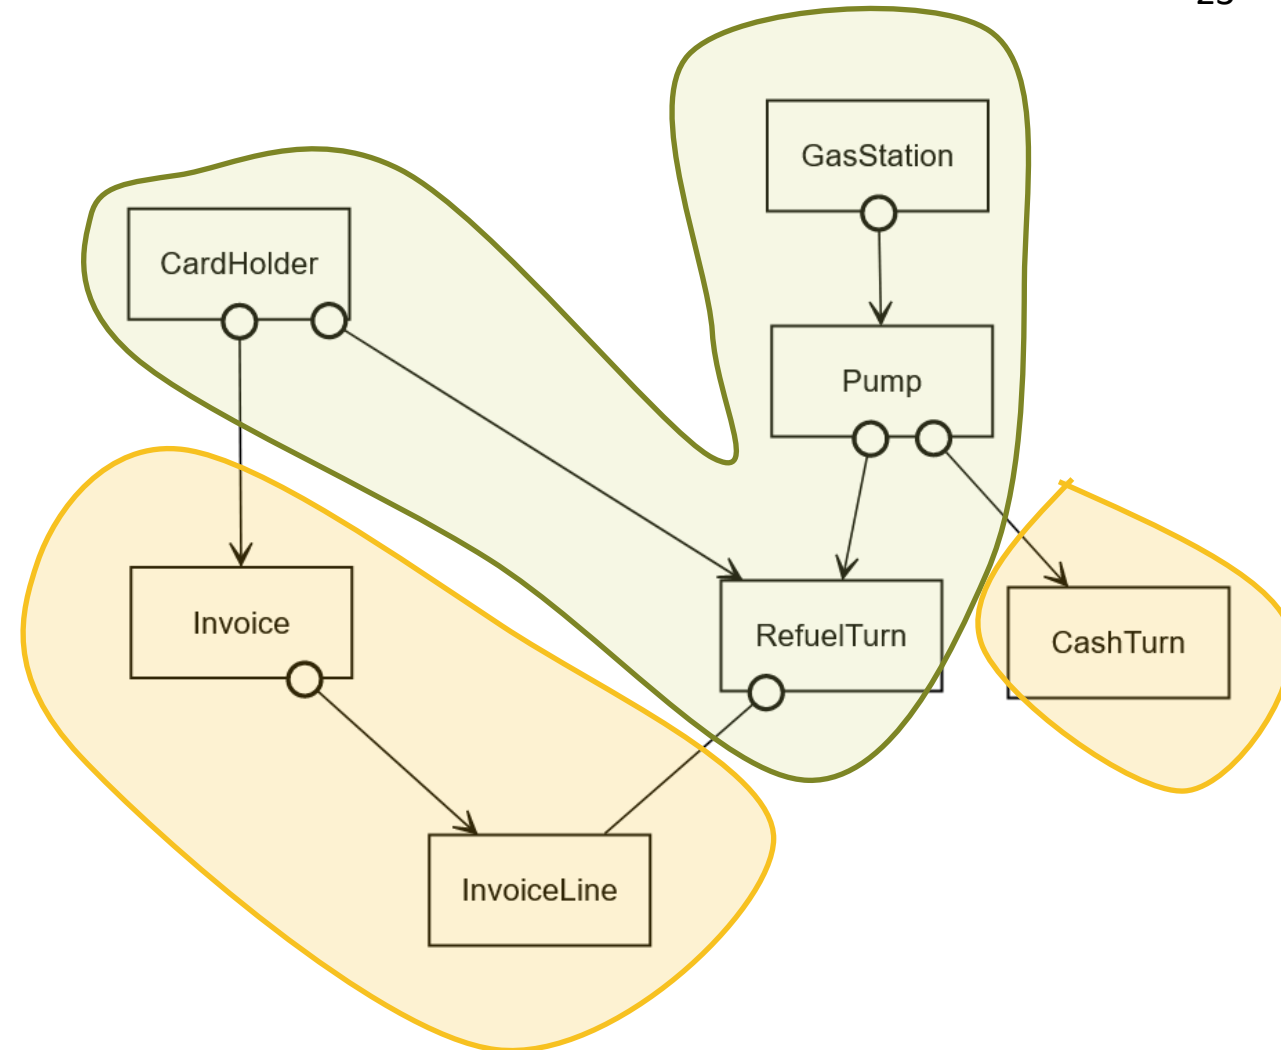 GasStation
CardHolder
Pump
Invoice
RefuelTurn
CashTurn
InvoiceLine